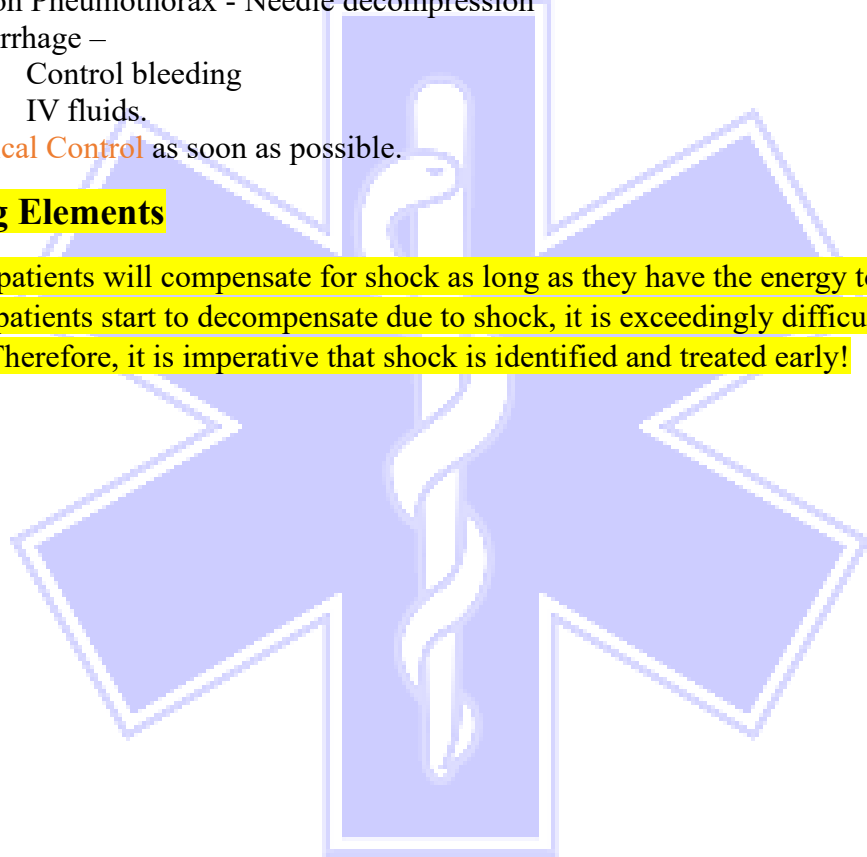 on Pneumothorax - Needle decompression
rrhage –
Control bleeding
IV fluids.
cal Control as soon as possible.
g Elements
patients will compensate for shock as long as they have the energy to
patients start to decompensate due to shock, it is exceedingly difficu
Therefore, it is imperative that shock is identified and treated early!